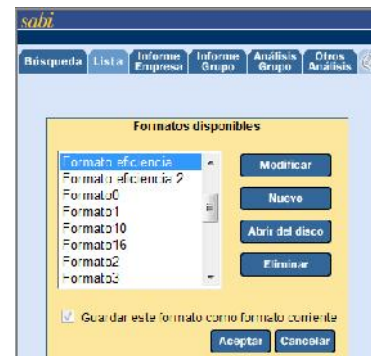 sabi
Búsqueda Lista Informe Empresa Informe Grupo Análisis Grupo Otros Análisis
Formatos disponibles
Formato eficiencia
Formato eficiencia 2
Formato0
Formato1
Formato10
Formato16
Formato2
Formato3
Modificar
Nuevo
Abrir del disco
Eliminar
Guardar este formato como formato corriente
Aceptar Cancelar